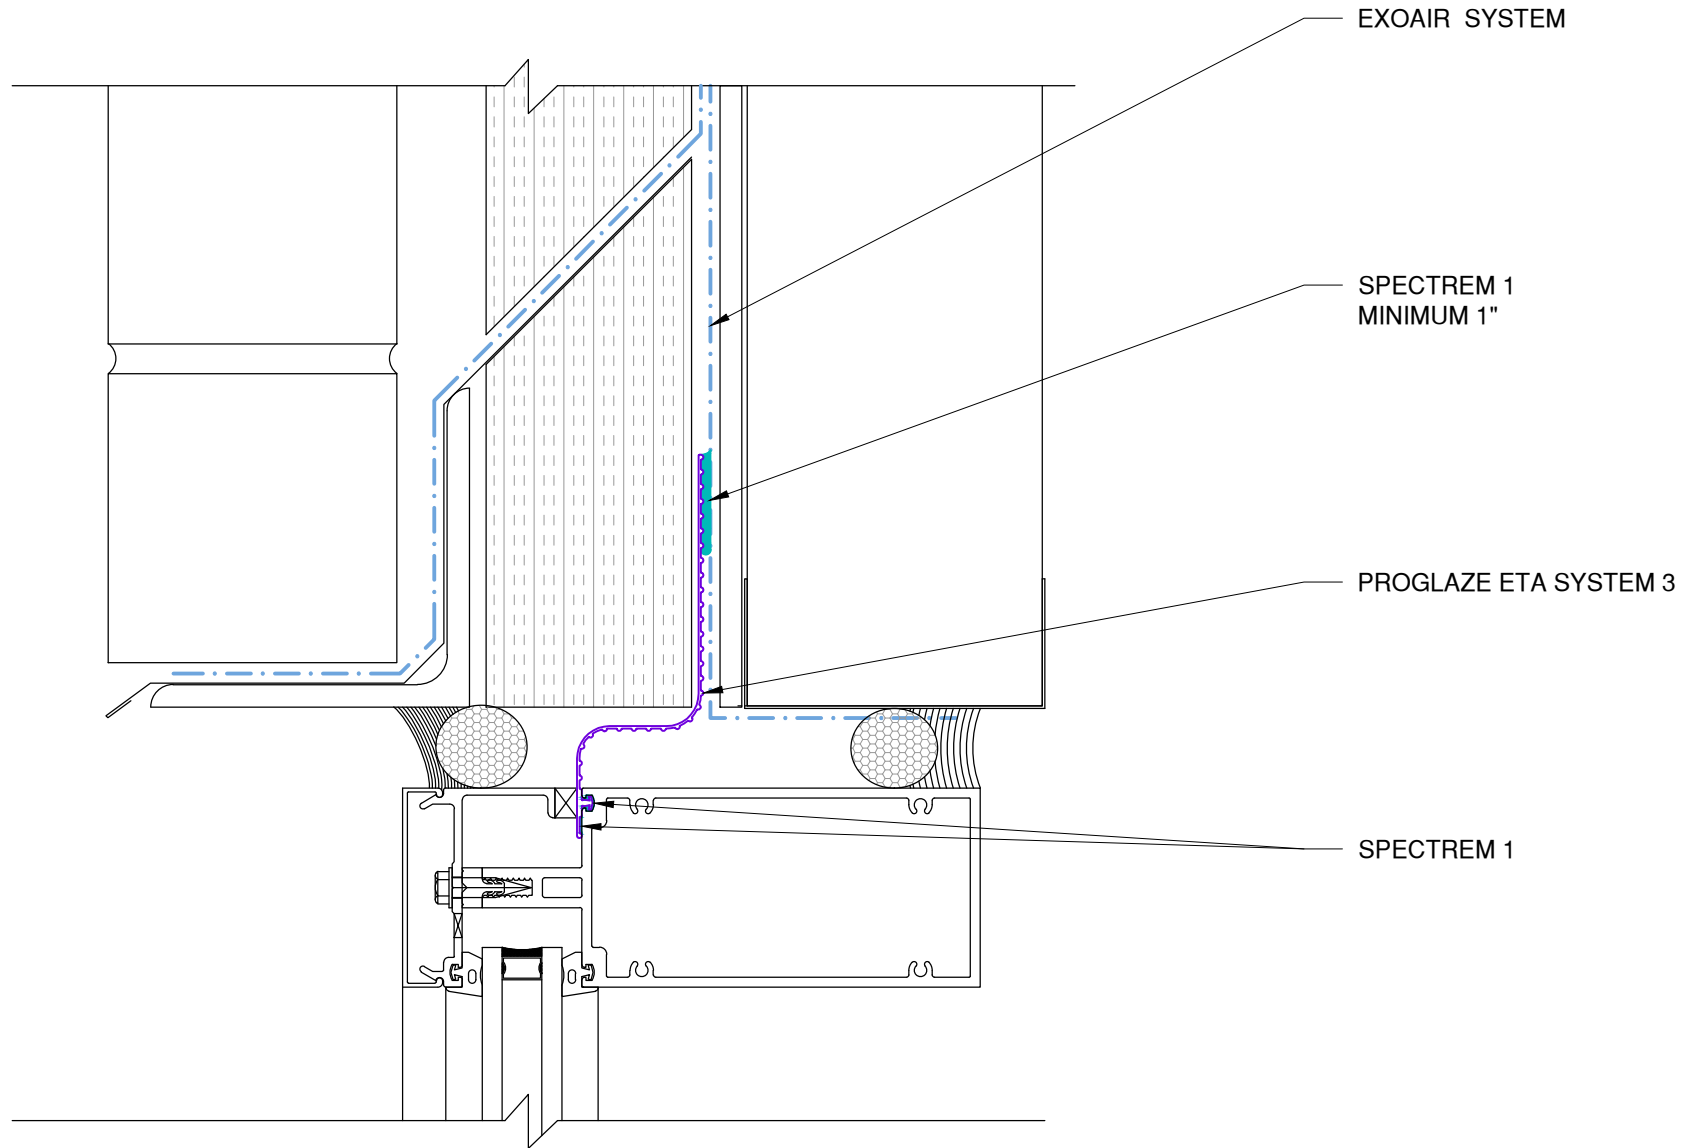 EXOAIR  SYSTEM
SPECTREM 1
MINIMUM 1"
PROGLAZE ETA SYSTEM 3
SPECTREM 1